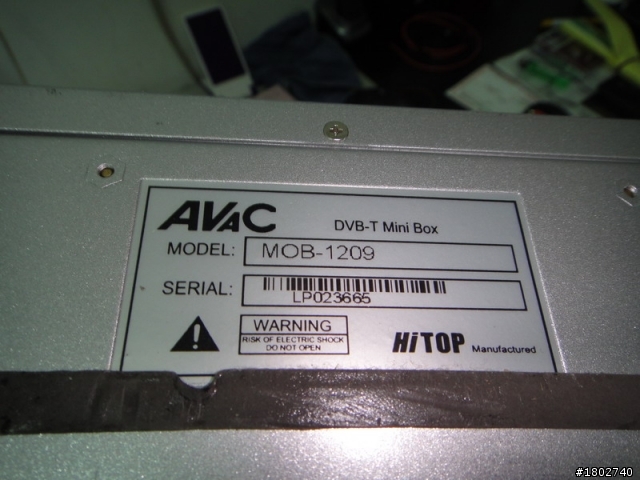 AVAC
DVB-T Mini Box
MODEL: MOB-1209
SERIAL: LP023665
WARNING
RISK OF ELECTRIC SHOCK
DO NOT OPEN
HiTOP Manufactured
#1802740